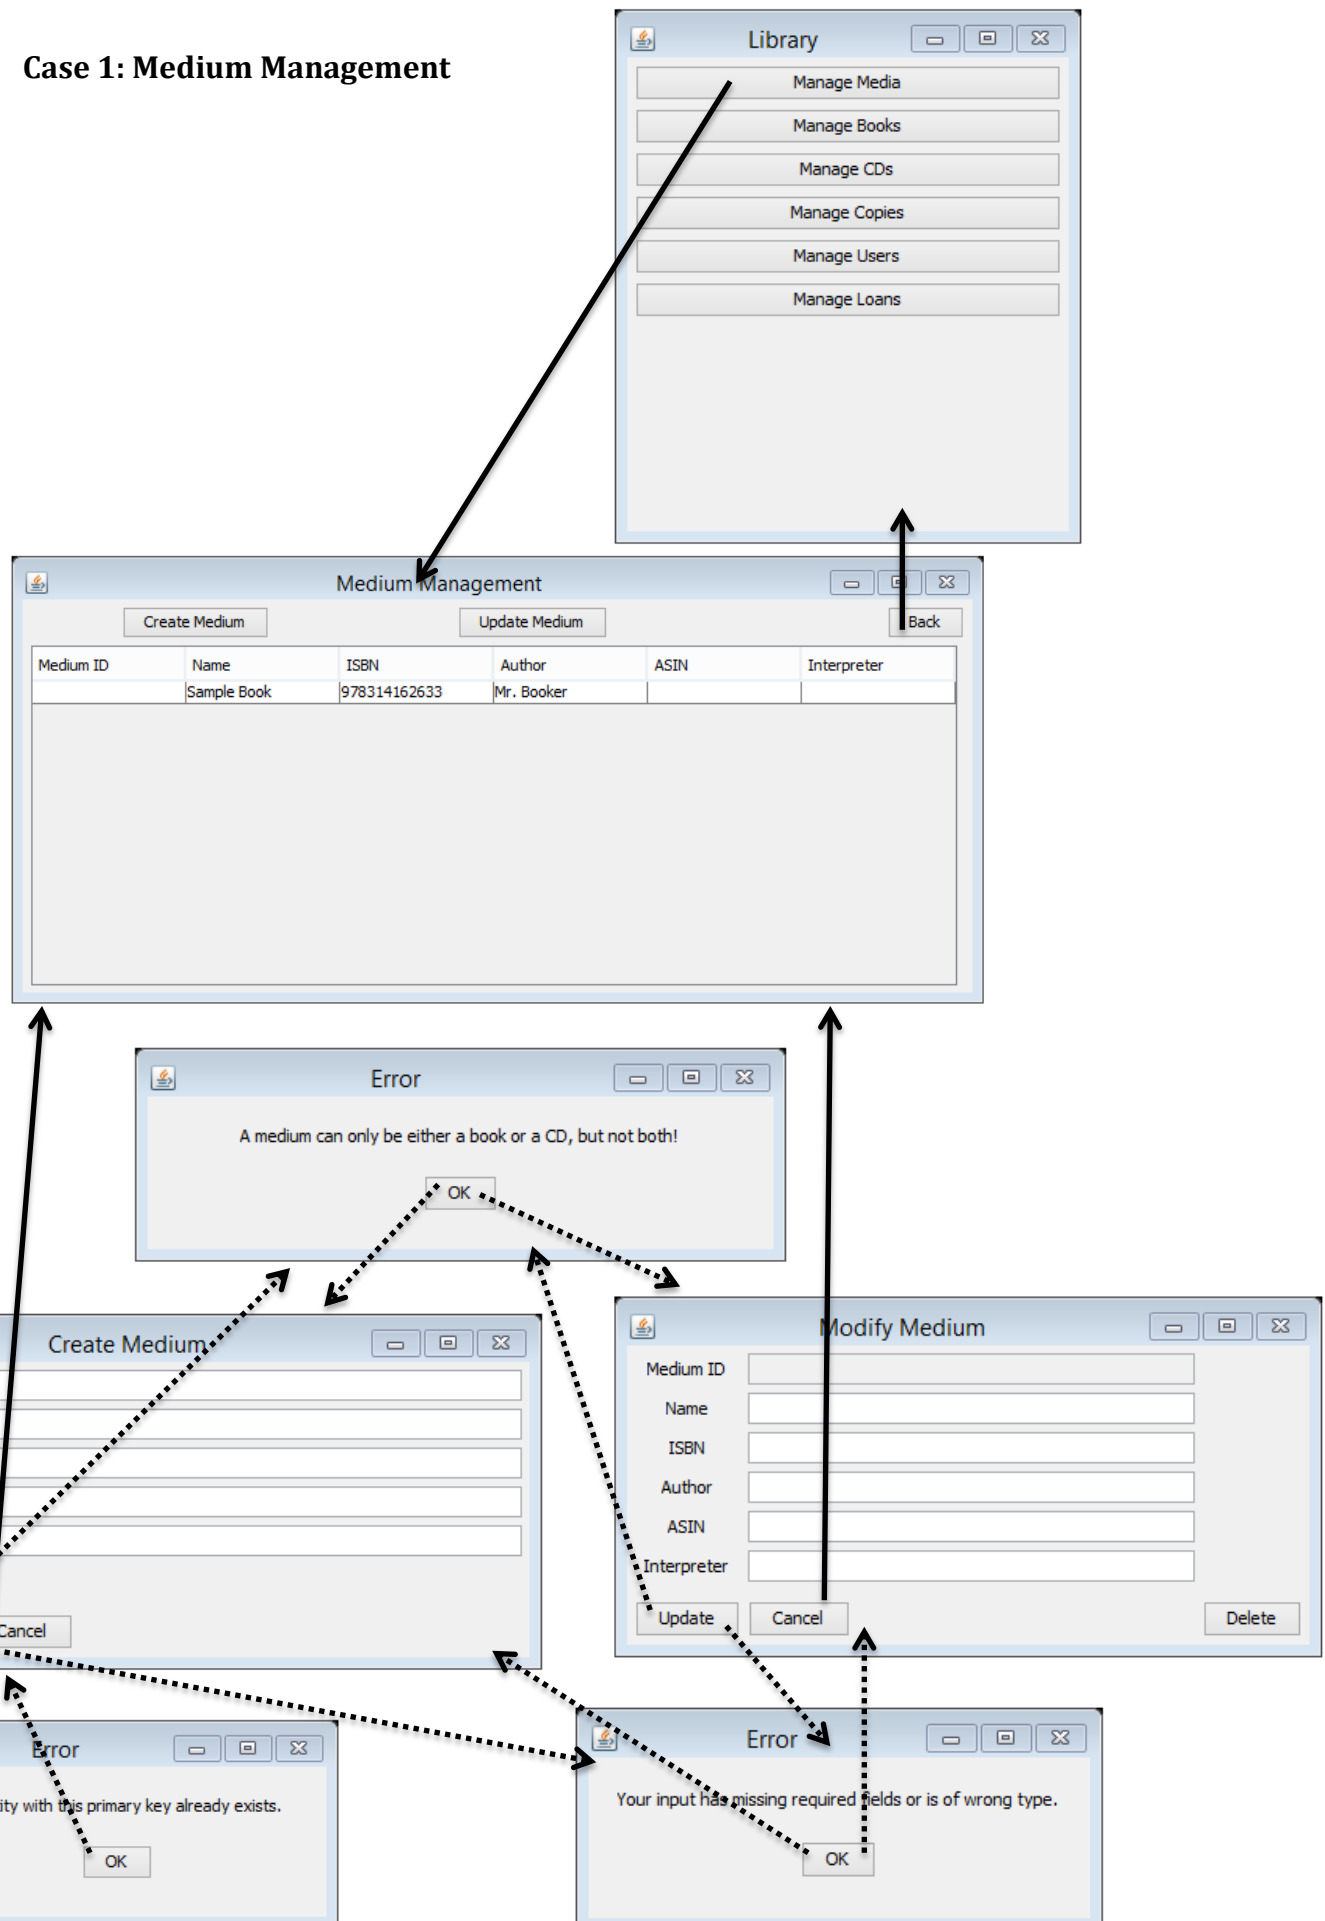 Library
Case 1: Medium Management
Manage Media
Manage Books
Manage CDs
Manage Copies
Manage Users
Manage Loans
Medium Management
Create Medium Update Medium Back
Medium ID Name ISBN Author ASIN Interpreter
Sample Book 978314162633 Mr. Booker
Error
A medium can only be either a book or a CD, but not both!
OK
Create Medium
Cancel
Modify Medium
Medium ID
Name
ISBN
Author
ASIN
Interpreter
Update Cancel Delete
Error
ity with this primary key already exists.
OK
Error
Your input has missing required fields or is of wrong type.
OK